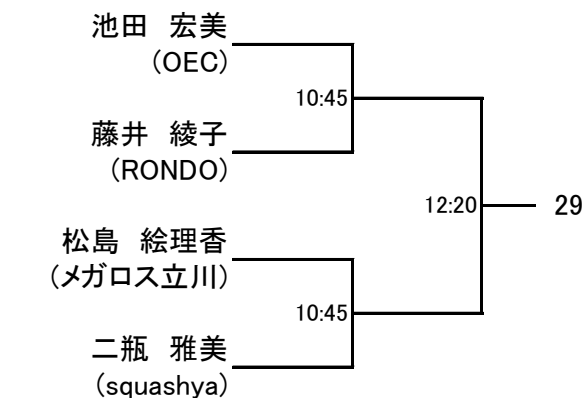 池田　宏美
(OEC)
10:45
藤井　綾子
(RONDO)
12:20
29
松島　絵理香
(メガロス立川)
10:45
二瓶　雅美
(squashya)